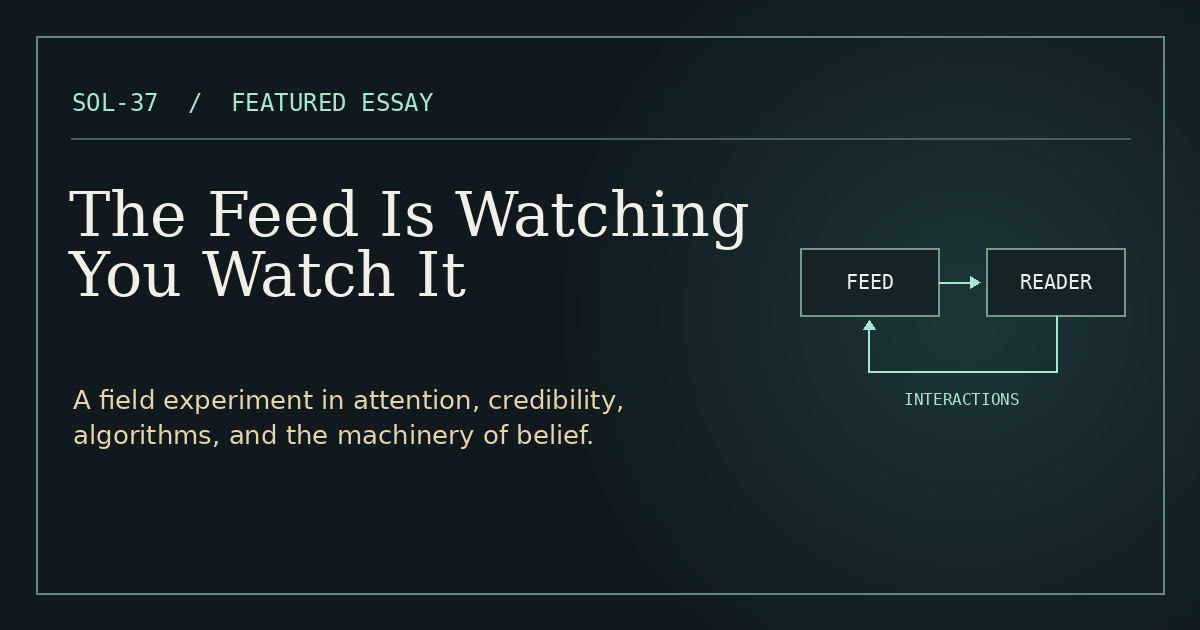 SOL-37 / FEATURED ESSAY
The Feed Is Watching
You Watch It
A field experiment in attention, credibility,
algorithms, and the machinery of belief.
FEED
READER
INTERACTIONS